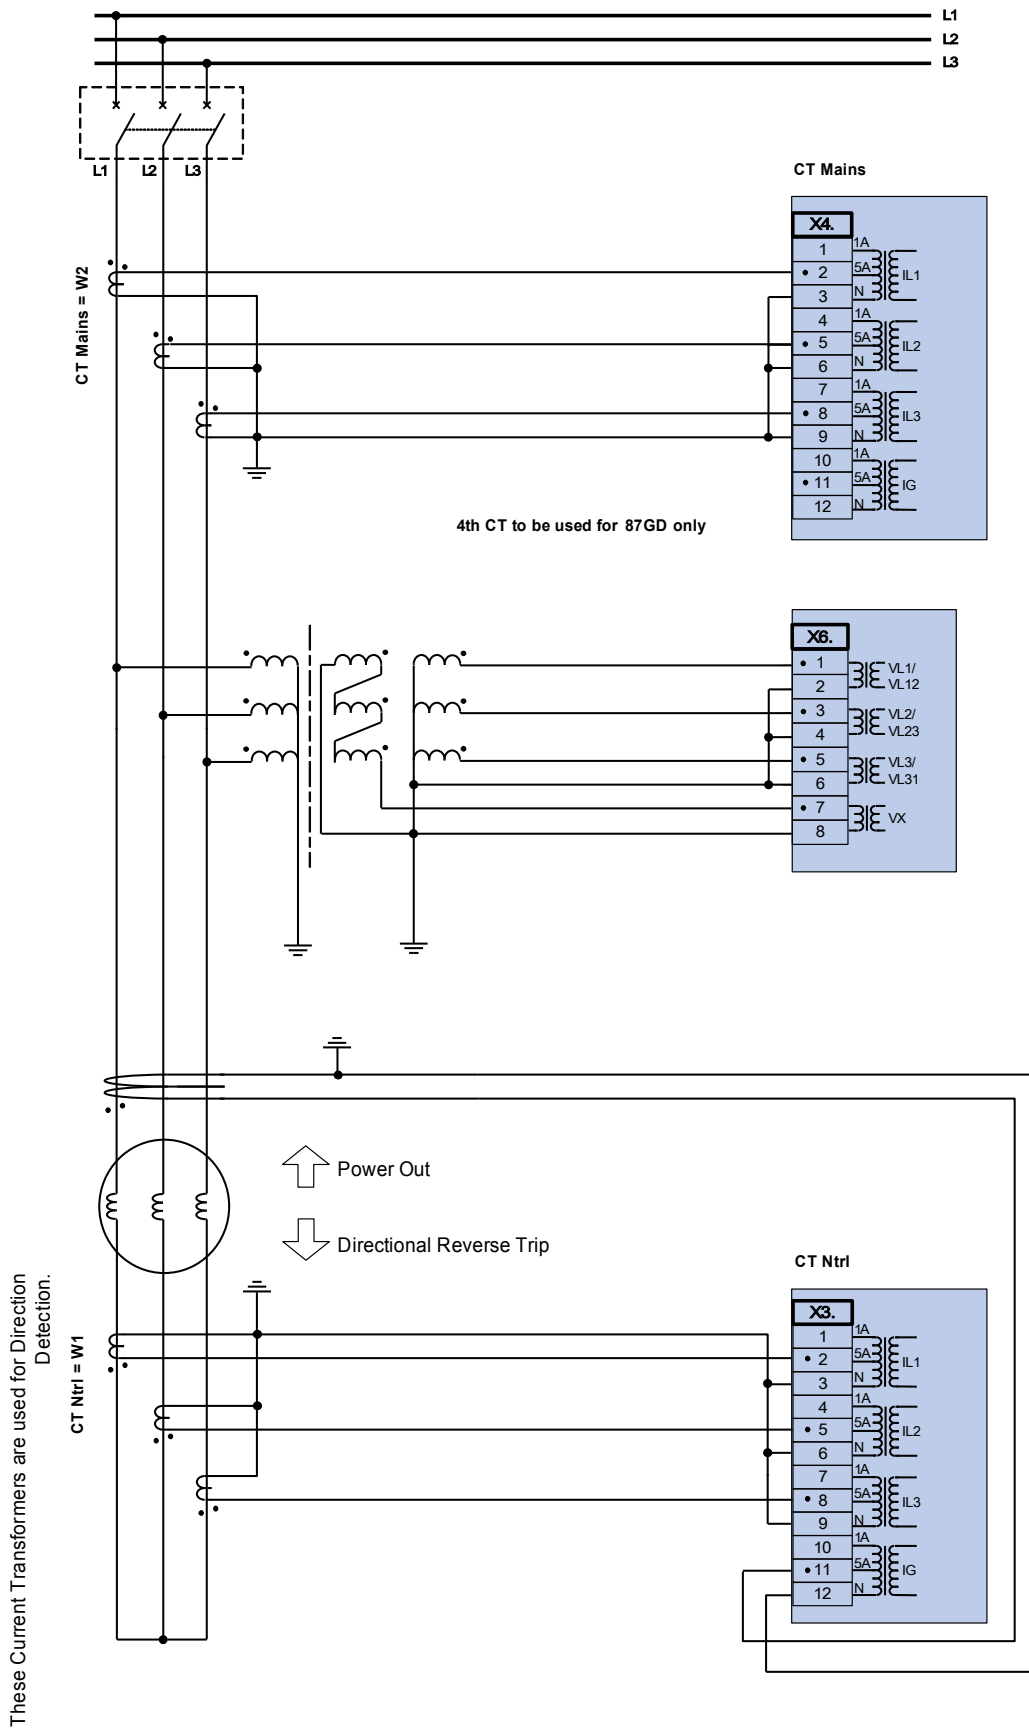 L1
L2
L3
L1
L2
L3
CT Mains
CT Mains = W2
X4.
1
1A
2
5A
IL1
3
N
4
1A
5
5A
IL2
6
N
7
1A
8
5A
IL3
9
N
10
1A
11
5A
IG
12
N
4th CT to be used for 87GD only
X6.
1
VL1/
2
VL12
3
VL2/
4
VL23
5
VL3/
6
VL31
7
VX
8
Power Out
Directional Reverse Trip
CT Ntrl
These Current Transformers are used for Direction
Detection.
CT Ntrl = W1
X3.
1
1A
2
5A
IL1
3
N
4
1A
5
5A
IL2
6
N
7
1A
8
5A
IL3
9
N
10
1A
11
5A
IG
12
N